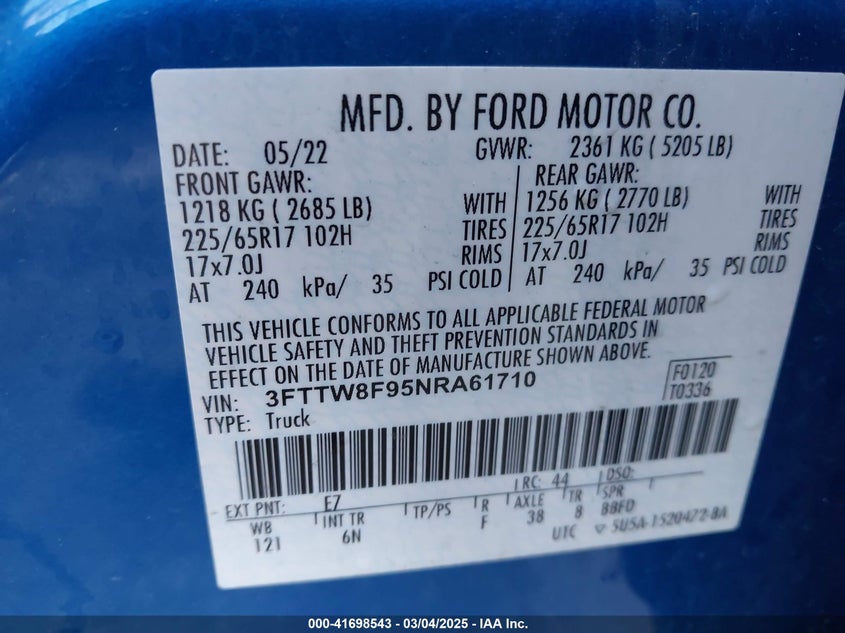 MFD. BY FORD MOTOR CO.
DATE: 05/22 GVWR: 2361 KG ( 5205 LB)
FRONT GAWR: REAR GAWR:
1218 KG ( 2685 LB) WITH 1256 KG ( 2770 LB) WITH
225/65R17 102H TIRES 225/65R17 102H TIRES
17x7.0J RIMS 17x7.0J RIMS
AT 240 kPa/ 35 PSI COLD AT 240 kPa/ 35 PSI COLD
THIS VEHICLE CONFORMS TO ALL APPLICABLE FEDERAL MOTOR
VEHICLE SAFETY AND THEFT PREVENTION STANDARDS IN
EFFECT ON THE DATE OF MANUFACTURE SHOWN ABOVE.
VIN: 3FTTW8F95NRA61710 F0120
TYPE: Truck T0336
EXT PNT: E7 RC: 44 DSO:
WB INT TR TP/PS R AXLE TR SPR
121 6N F 38 8 BBFD
UTC 5U5A-1520472-BA
000-41698543 - 03/04/2025 - IAA Inc.